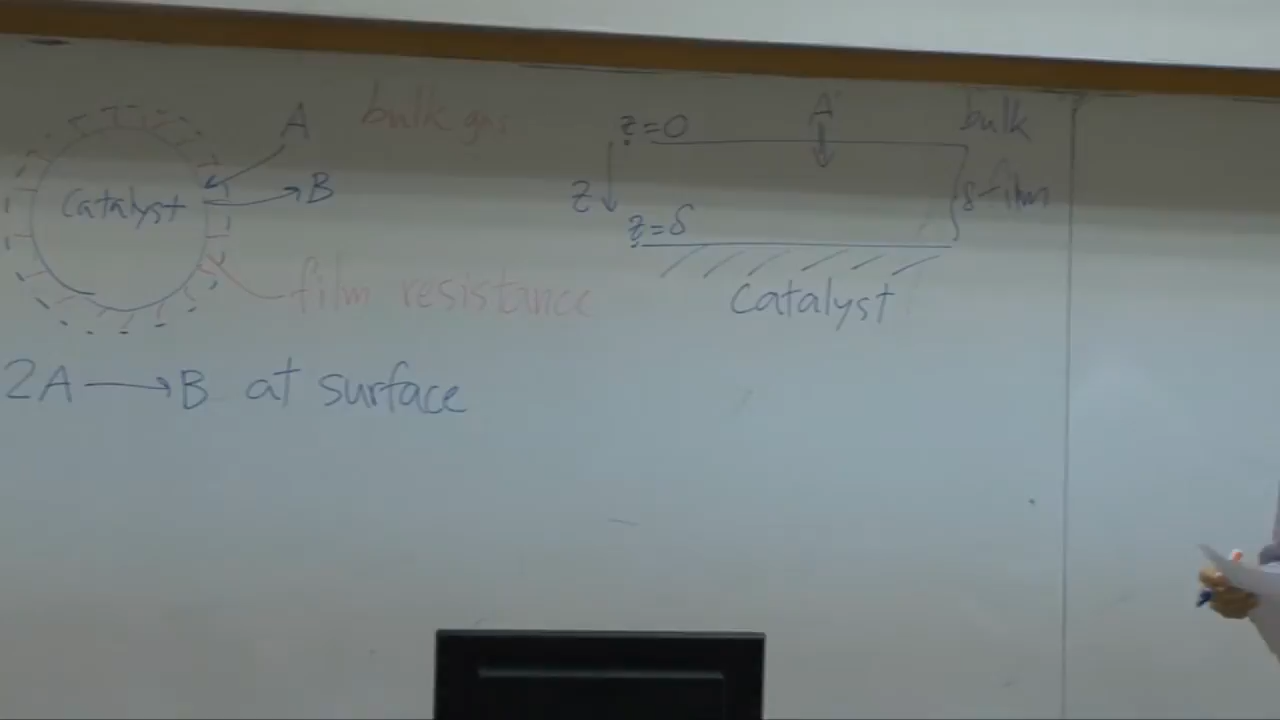 A
bulk gas
Catalyst
B
film resistance
2A → B at surface
z=0
A
bulk
z
δ-film
z=δ
Catalyst